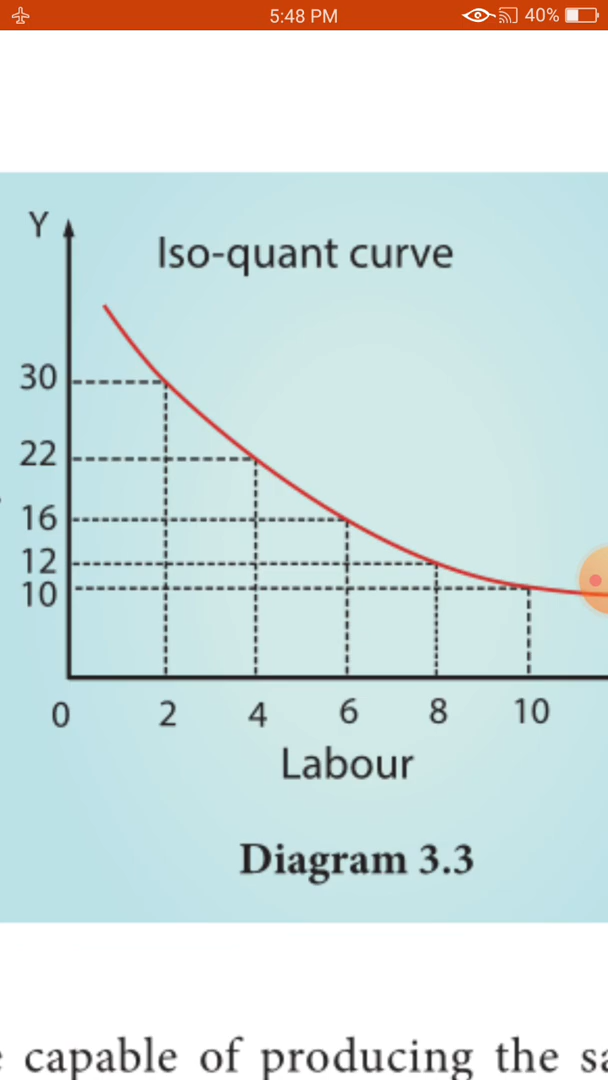 5:48 PM 40%
Y
Iso-quant curve
30
22
16
12
10
0 2 4 6 8 10
Labour
Diagram 3.3
capable of producing the